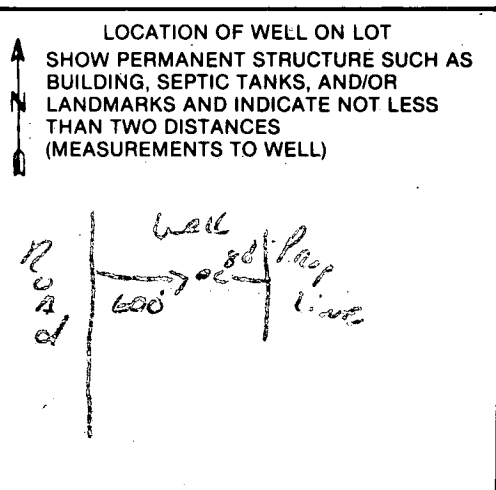 LOCATION OF WELL ON LOT
SHOW PERMANENT STRUCTURE SUCH AS
BUILDING, SEPTIC TANKS, AND/OR
N LANDMARKS AND INDICATE NOT LESS
THAN TWO DISTANCES
(MEASUREMENTS TO WELL)
Well
Road
600'
Prop
Line